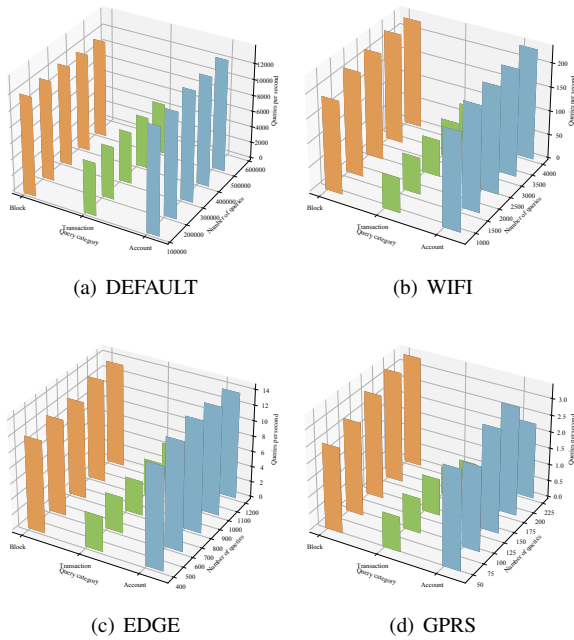 12000
10000
8000
6000
4000
2000
0
Queries per second
600000
500000
400000
300000
200000
100000
Number of queries
Block
Transaction
Account
Query category
(a) DEFAULT
200
150
100
50
0
Queries per second
4000
3500
3000
2500
2000
1500
1000
Number of queries
Block
Transaction
Account
Query category
(b) WIFI
14
12
10
8
6
4
2
0
Queries per second
1200
1100
1000
900
800
700
600
500
400
Number of queries
Block
Transaction
Account
Query category
(c) EDGE
3.0
2.5
2.0
1.5
1.0
0.5
0.0
Queries per second
225
200
175
150
125
100
75
50
Number of queries
Block
Transaction
Account
Query category
(d) GPRS